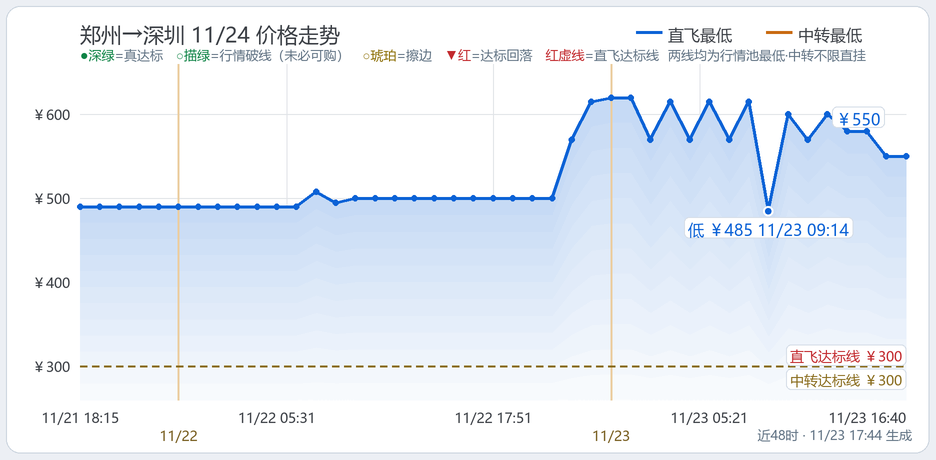 郑州→深圳 11/24 价格走势
直飞最低 中转最低
●深绿=真达标 ○描绿=行情破线（未必可购） ○琥珀=擦边 ▼红=达标回落 红虚线=直飞达标线 两线均为行情池最低·中转不限直挂
¥600
¥550
¥500
低 ¥485 11/23 09:14
¥400
直飞达标线 ¥300
¥300
中转达标线 ¥300
11/21 18:15 11/22 05:31 11/22 17:51 11/23 05:21 11/23 16:40
11/22 11/23
近48时 · 11/23 17:44 生成